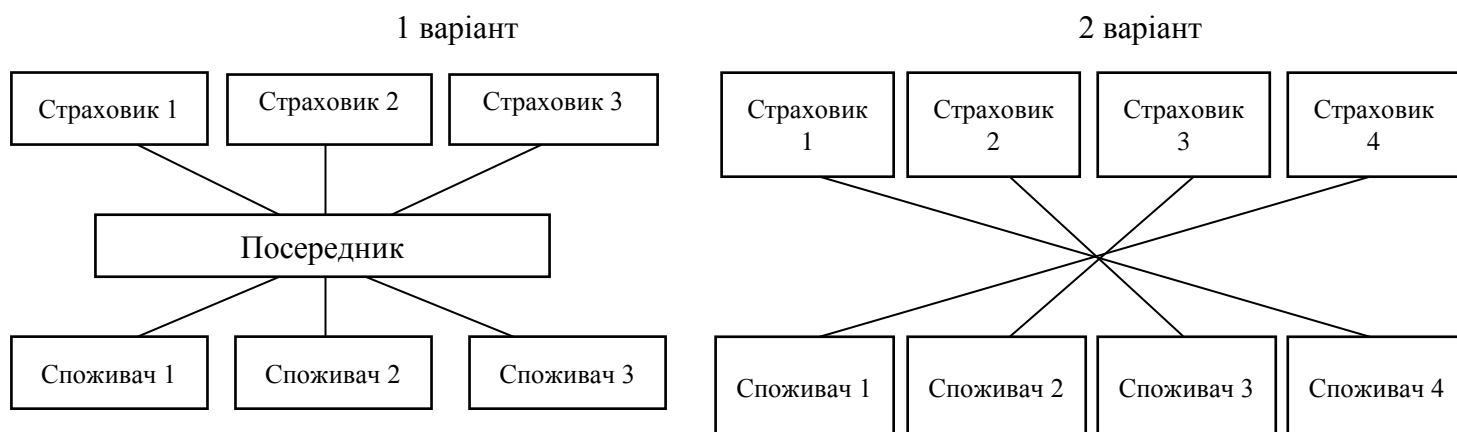 1 варіант
Страховик 1
Страховик 2
Страховик 3
Посередник
Споживач 1
Споживач 2
Споживач 3
2 варіант
Страховик
1
Страховик
2
Страховик
3
Страховик
4
Споживач 1
Споживач 2
Споживач 3
Споживач 4